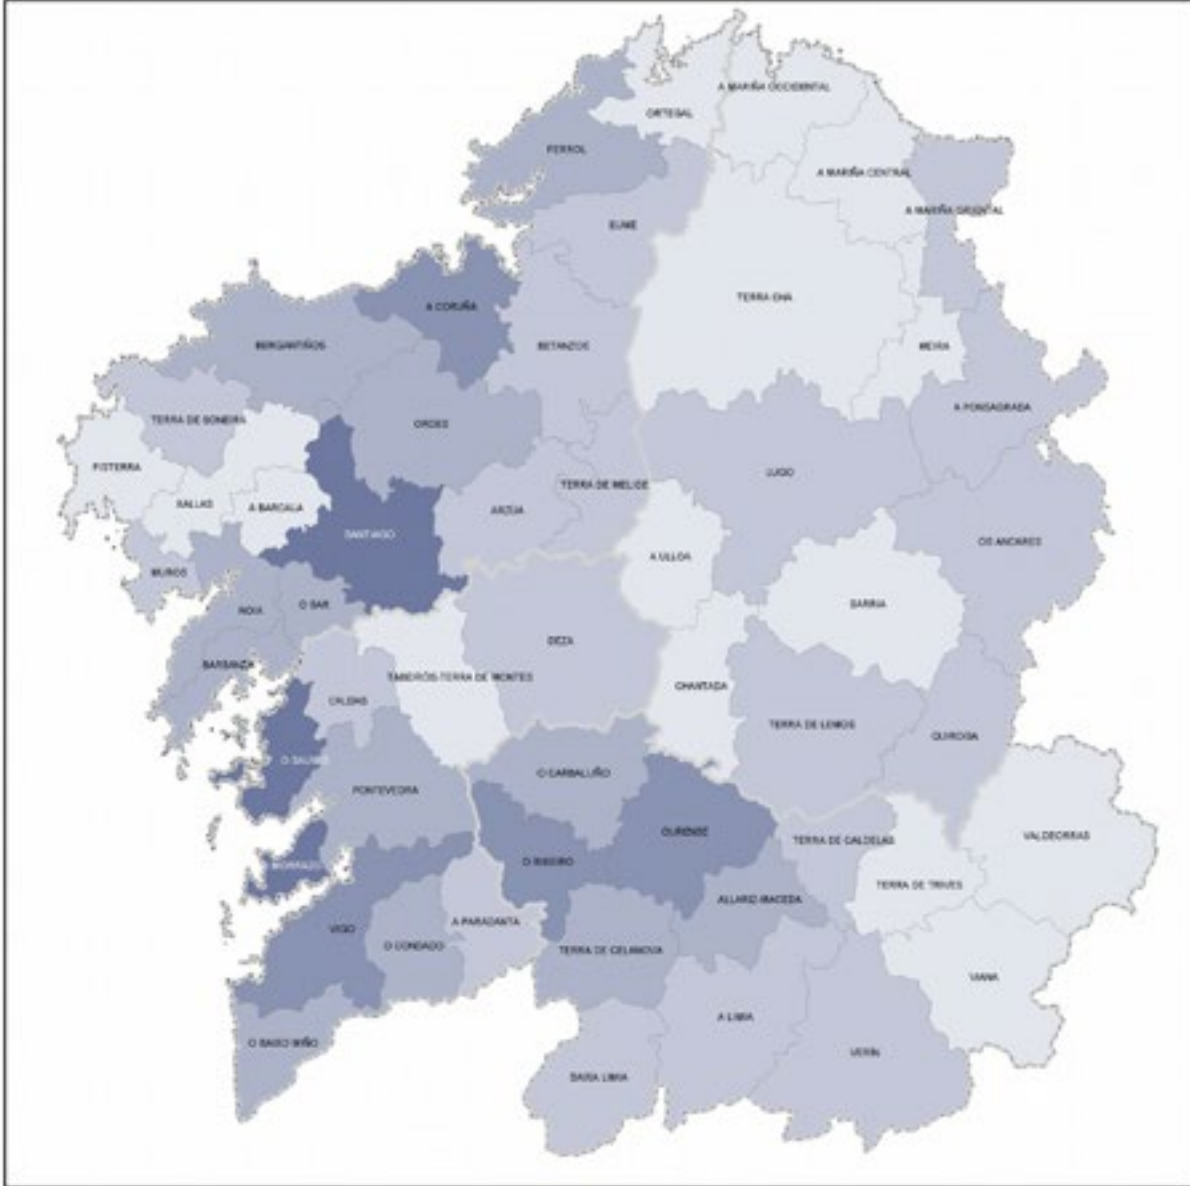 A MARIÑA OCCIDENTAL
ORTEGAL
FERROL
A MARIÑA CENTRAL
A MARIÑA ORIENTAL
EUME
TERRA CHA
A CORUÑA
BERGANTIÑOS
BETANZOS
MEIRA
A FONSAGRADA
TERRA DE SONEIRA
ORDES
FISTERRA
LUGO
TERRA DE MELIDE
XALLAS
A BARCALA
ARZÚA
SANTIAGO
OS ANCARES
A ULLOA
MUROS
NOIA
O SAR
SARRIA
DEZA
BARBANZA
TABEIRÓS-TERRA DE MONTES
CHANTADA
CALDAS
TERRA DE LEMOS
QUIROGA
O SALNÉS
O CARBALLIÑO
PONTEVEDRA
OURENSE
VALDEORRAS
TERRA DE CALDELAS
O RIBEIRO
MORRAZO
TERRA DE TRIVES
ALLARIZ-MACEDA
A PARADANTA
VIGO
O CONDADO
TERRA DE CELANOVA
VIANA
A LIMIA
O BAIXO MIÑO
VERÍN
BAIXA LIMIA